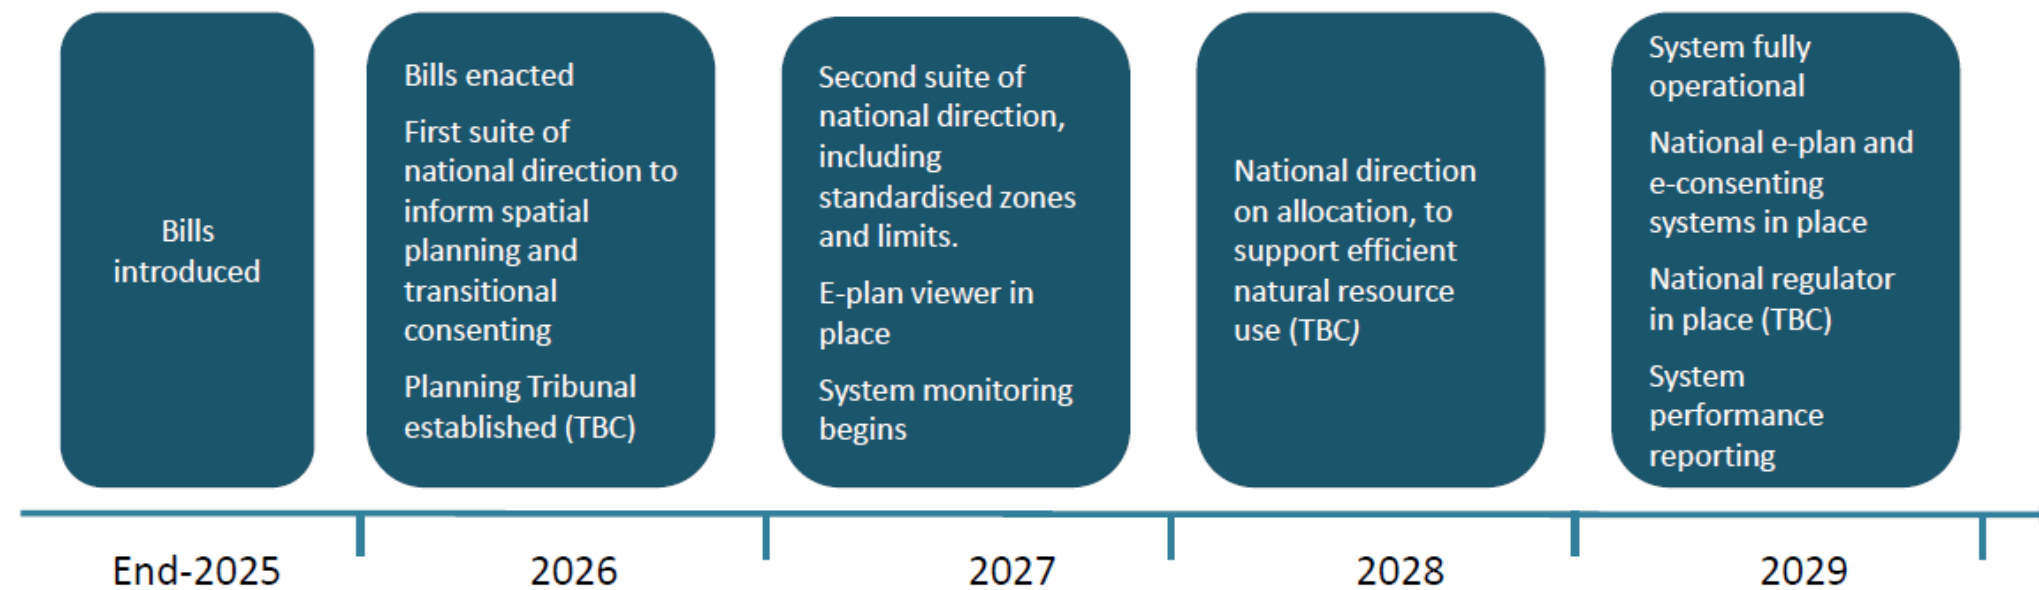 Bills
introduced
Bills enacted
First suite of
national direction to
inform spatial
planning and
transitional
consenting
Planning Tribunal
established (TBC)
Second suite of
national direction,
including
standardised zones
and limits.
E-plan viewer in
place
System monitoring
begins
National direction
on allocation, to
support efficient
natural resource
use (TBC)
System fully
operational
National e-plan and
e-consenting
systems in place
National regulator
in place (TBC)
System
performance
reporting
End-2025
2026
2027
2028
2029